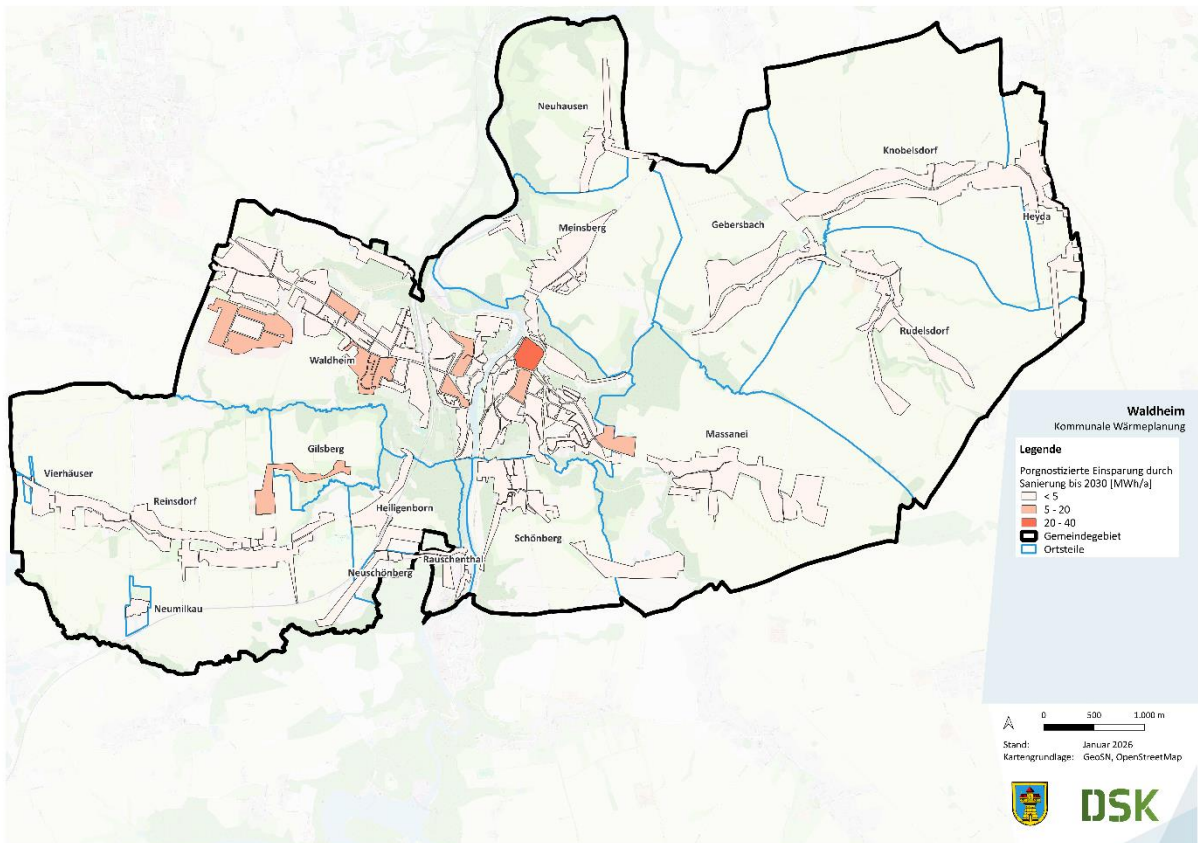 Neuhausen
Knobelsdorf
Heyda
Gebersbach
Meinsberg
Rudelsdorf
Waldheim
Massanei
Gilsberg
Vierhäuser
Reinsdorf
Heiligenborn
Schönberg
Rauschenthal
Neuschönberg
Neumilkau
Waldheim
Kommunale Wärmeplanung
Legende
Porgnostizierte Einsparung durch
Sanierung bis 2030 [MWh/a]
< 5
5 - 20
20 - 40
Gemeindegebiet
Ortsteile
0 500 1.000 m
Stand: Januar 2026
Kartengrundlage: GeoSN, OpenStreetMap
DSK